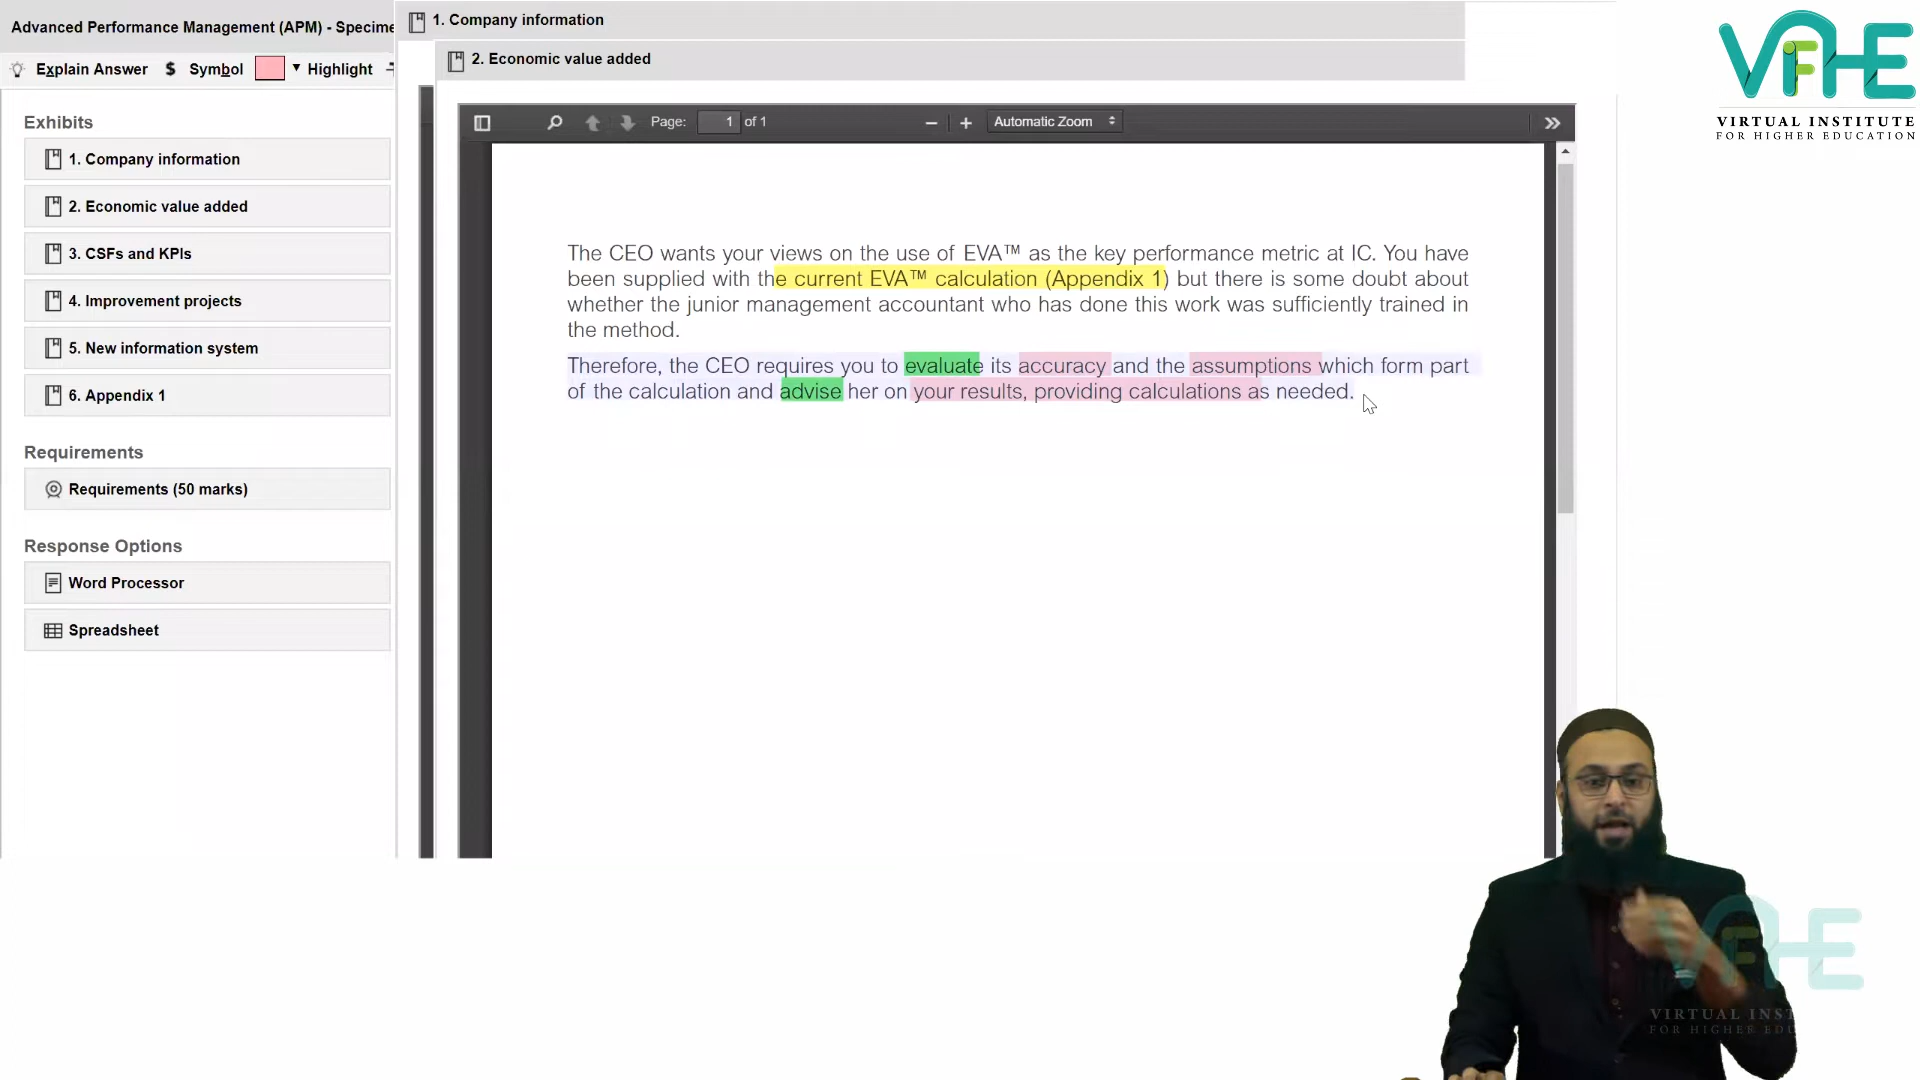 Advanced Performance Management (APM) - Specime
Explain Answer
$ Symbol
Highlight
Exhibits
1. Company information
2. Economic value added
3. CSFs and KPIs
4. Improvement projects
5. New information system
6. Appendix 1
Requirements
Requirements (50 marks)
Response Options
Word Processor
Spreadsheet
1. Company information
2. Economic value added
Page: 1 of 1
Automatic Zoom
The CEO wants your views on the use of EVA™ as the key performance metric at IC. You have
been supplied with the current EVA™ calculation (Appendix 1) but there is some doubt about
whether the junior management accountant who has done this work was sufficiently trained in
the method.
Therefore, the CEO requires you to evaluate its accuracy and the assumptions which form part
of the calculation and advise her on your results, providing calculations as needed.
VIFHE
VIRTUAL INSTITUTE
FOR HIGHER EDUCATION
VIFHE
VIRTUAL INST
FOR HIGHER EDU